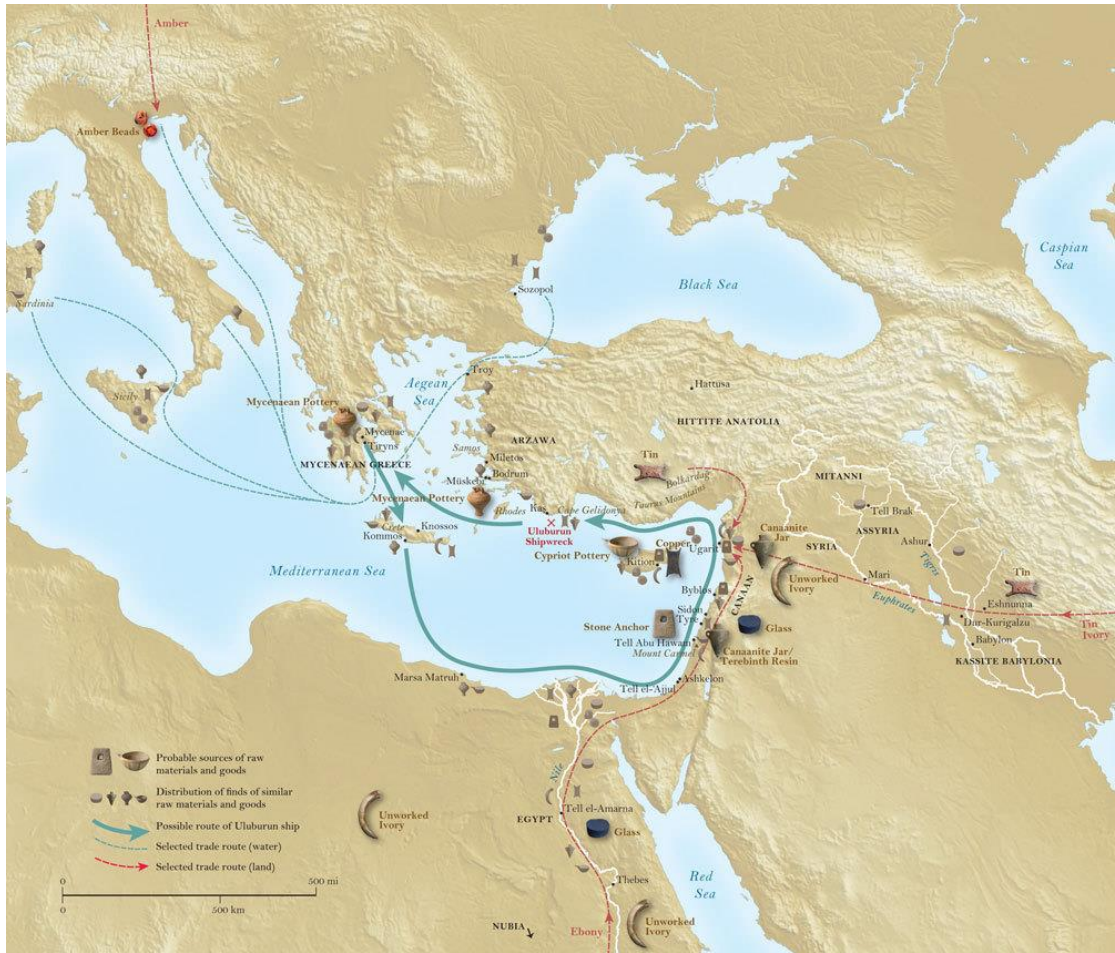 Amber
Amber Beads
Caspian
Sea
Black Sea
Sozopol
Sardinia
Sicily
Aegean
Sea
Troy
Hattusa
HITTITE ANATOLIA
Mycenaean Pottery
Mycenae
Tiryns
MYCENAEAN GREECE
Samos
ARZAWA
Miletos
Bodrum
Müskebi
Mycenaean Pottery
Rhodes
Kaş
Cape Gelidonya
Uluburun
Shipwreck
Tin
Bolkardag
Taurus Mountains
MITANNI
Tell Brak
ASSYRIA
Ashur
Tigres
SYRIA
Mari
Euphrates
Canaanite
Jar
Unworked
Ivory
Tin
Eshnunna
Dur-Kurigalzu
Babylon
KASSITE BABYLONIA
Tin
Ivory
Crete
Knossos
Kommos
Mediterranean Sea
Cypriot Pottery
Copper
Kition
Ugarit
Byblos
CANAAN
Sidon
Tyre
Stone Anchor
Glass
Tell Abu Hawam
Mount Carmel
Canaanite Jar/
Terebinth Resin
Ashkelon
Tell el-Ajjul
Marsa Matruh
Nile
EGYPT
Tell el-Amarna
Glass
Unworked
Ivory
Thebes
Red
Sea
Unworked
Ivory
Ebony
NUBIA
Probable sources of raw
materials and goods
Distribution of finds of similar
raw materials and goods
Possible route of Uluburun ship
Selected trade route (water)
Selected trade route (land)
0
500 mi
0
500 km